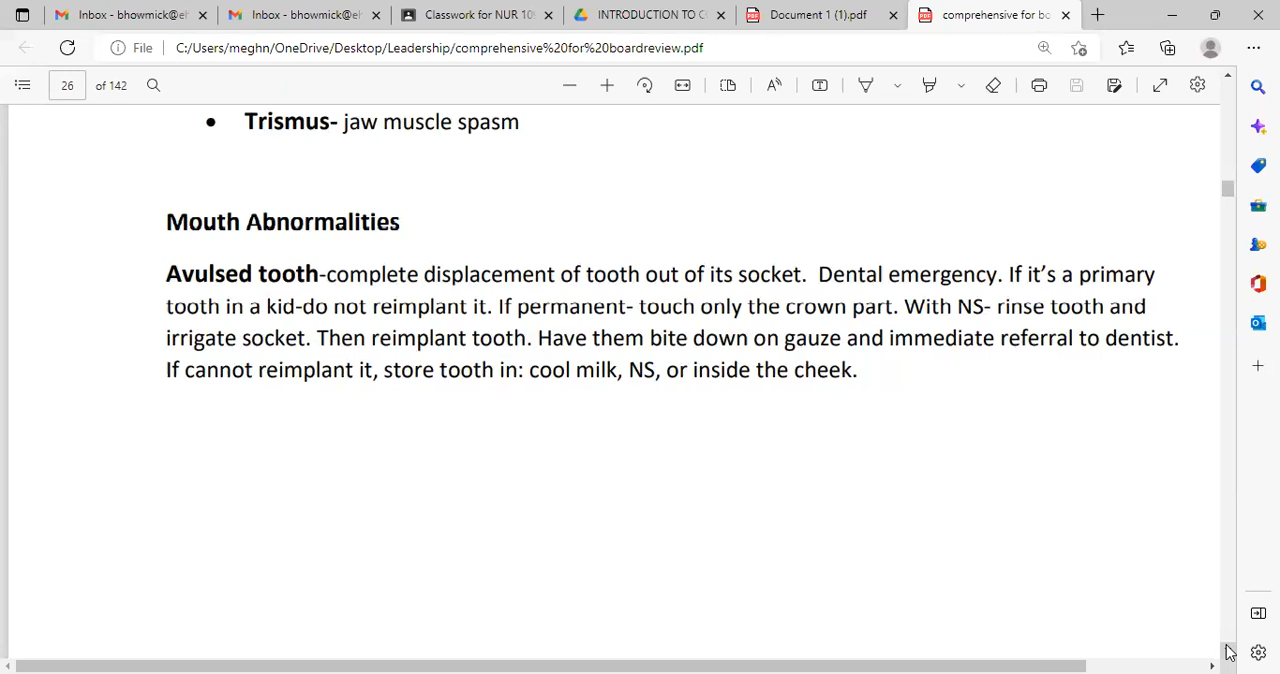 Inbox - bhowmick@eh
Inbox - bhowmick@eh
Classwork for NUR 109
INTRODUCTION TO C
Document 1 (1).pdf
comprehensive for bo
File
C:/Users/meghn/OneDrive/Desktop/Leadership/comprehensive%20for%20boardreview.pdf
26 of 142
• Trismus- jaw muscle spasm
Mouth Abnormalities
Avulsed tooth-complete displacement of tooth out of its socket. Dental emergency. If it’s a primary
tooth in a kid-do not reimplant it. If permanent- touch only the crown part. With NS- rinse tooth and
irrigate socket. Then reimplant tooth. Have them bite down on gauze and immediate referral to dentist.
If cannot reimplant it, store tooth in: cool milk, NS, or inside the cheek.